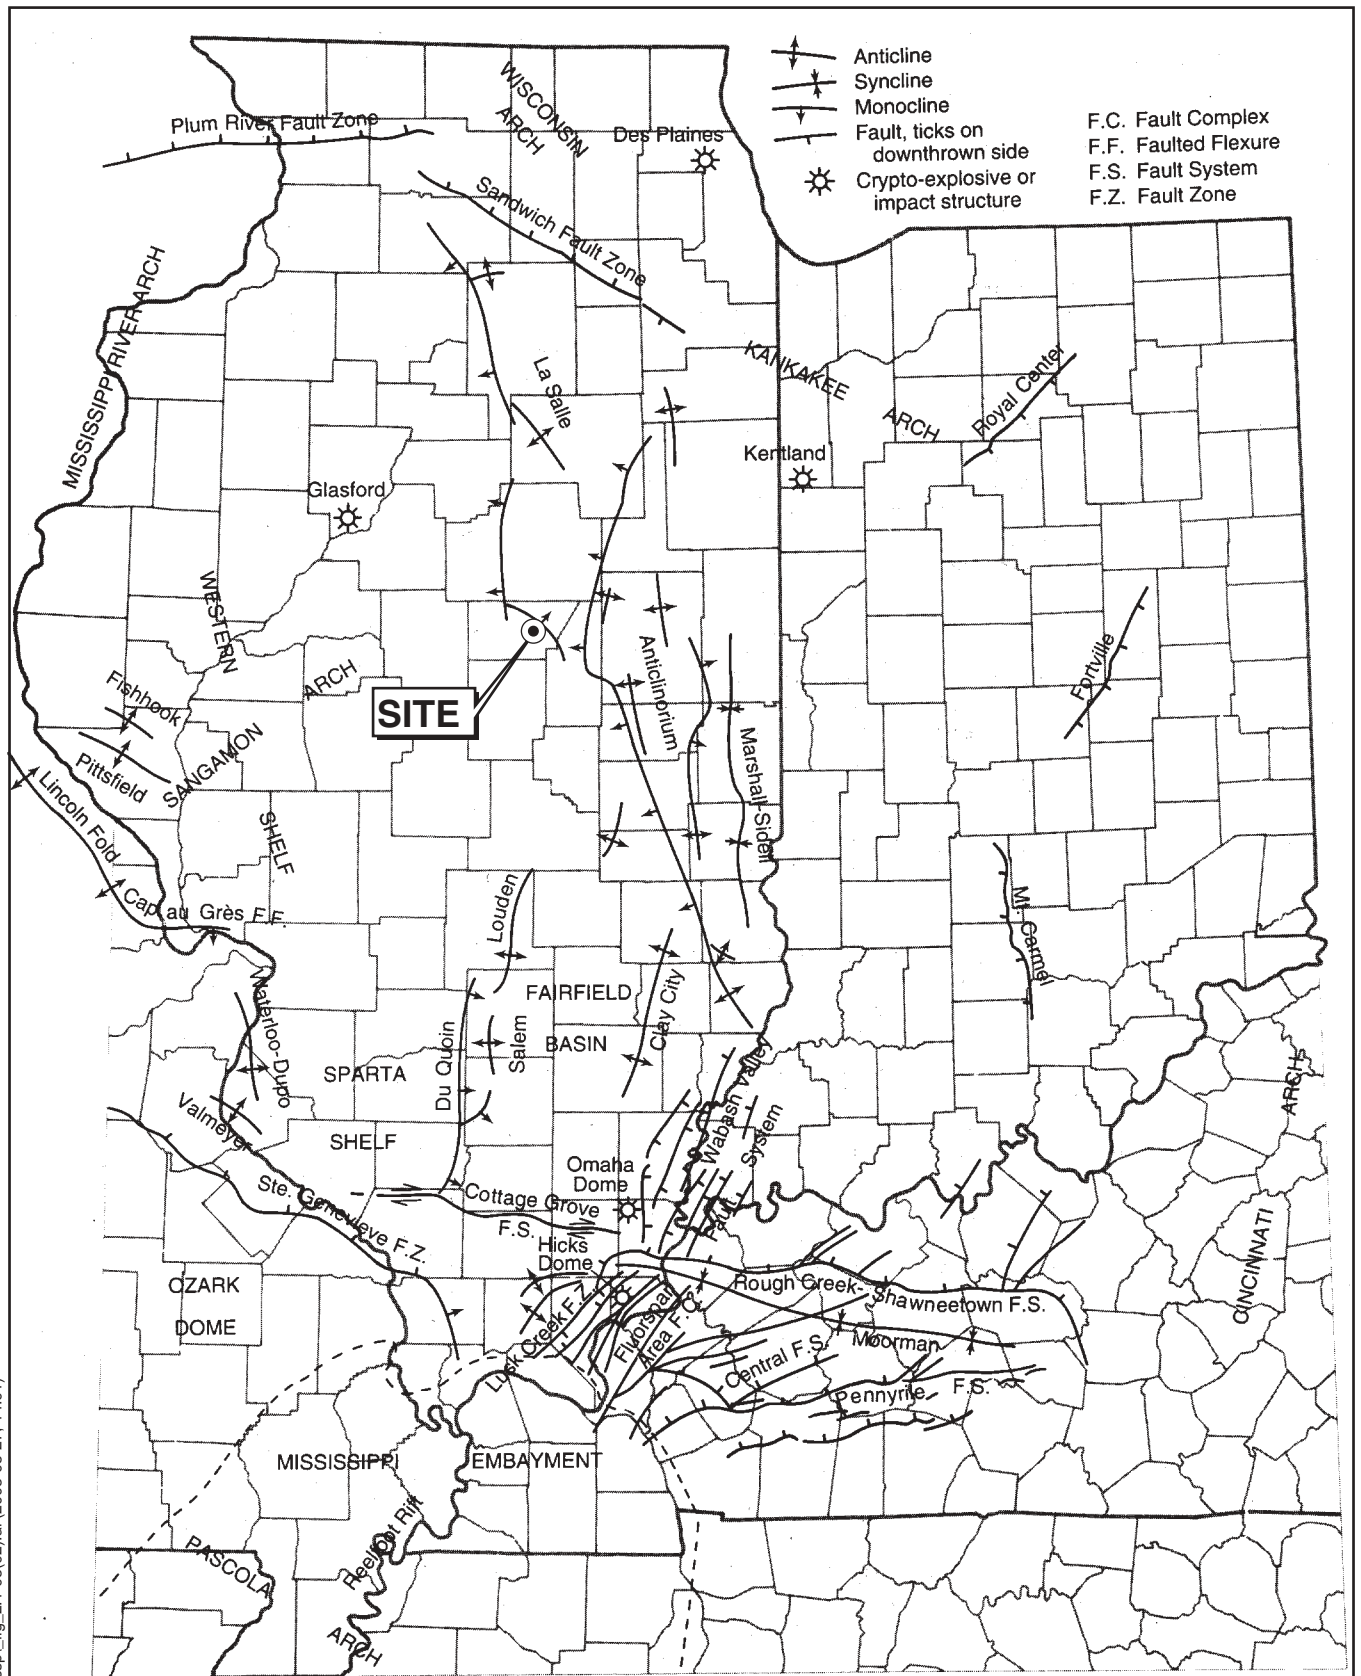 Anticline
Syncline
Monocline
Fault, ticks on
downthrown side
Crypto-explosive or
impact structure
F.C. Fault Complex
F.F. Faulted Flexure
F.S. Fault System
F.Z. Fault Zone
Plum River Fault Zone
WISCONSIN
ARCH
Des Plaines
Sandwich Fault Zone
MISSISSIPPI RIVER ARCH
La Salle
KANKAKEE
ARCH
Royal Center
Kentland
Glasford
WESTERN
ARCH
SITE
Fishhook
Pittsfield
SANGAMON
Lincoln Fold
SHELF
Anticlinorium
Marshall-Sidell
Fortville
Cap au Grès F.F.
Louden
Mt. Carmel
FAIRFIELD
BASIN
Clay City
Waterloo-Dupo
Du Quoin
Salem
SPARTA
SHELF
Valmeyer
Wabash Valley
Fault
System
Omaha
Dome
Ste. Genevieve F.Z.
Cottage Grove
F.S.
Hicks
Dome
ARCH
CINCINNATI
OZARK
DOME
Rough Creek-Shawneetown F.S.
Lusk Creek F.Z.
Fluorspar
Area F.C.
Moorman
Central F.S.
Pennyrile F.S.
MISSISSIPPI EMBAYMENT
Reelfoot Rift
PASCOLA
ARCH